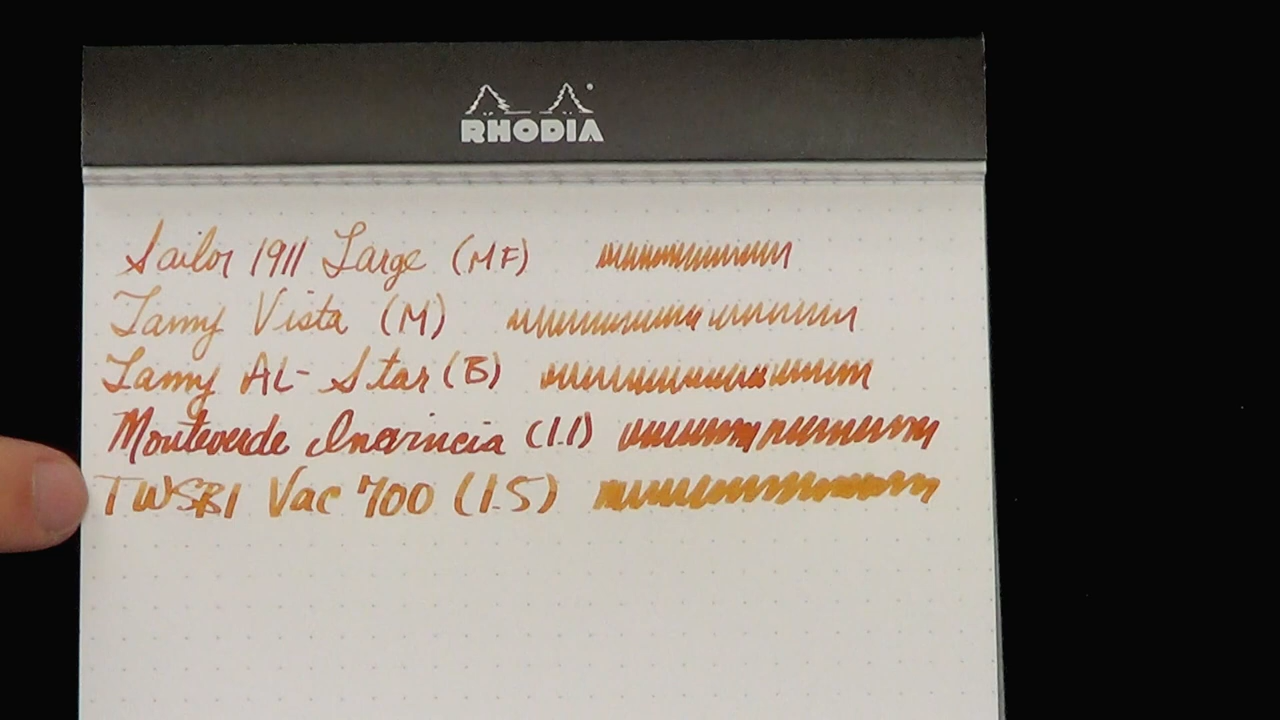 RHODIA
Sailor 1911 Large (MF)
Lamy Vista (M)
Lamy AL-Star (B)
Monteverde Invincia (1.1)
TWSBI Vac 700 (1.5)